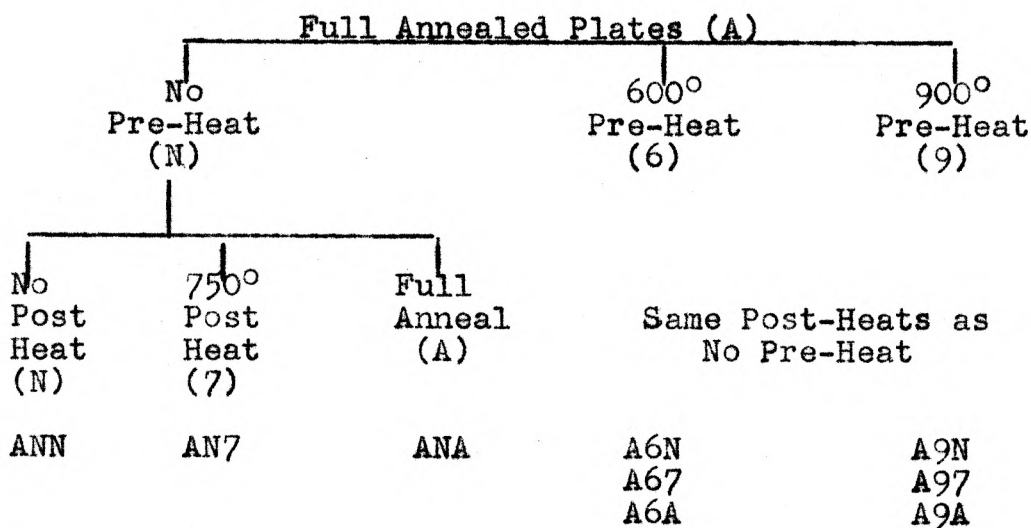 Full Annealed Plates (A)
No 600° 900°
Pre-Heat Pre-Heat Pre-Heat
(N) (6) (9)
No 750° Full
Post Post Anneal Same Post-Heats as
Heat Heat (A) No Pre-Heat
(N) (7)
ANN AN7 ANA A6N A9N
A67 A97
A6A A9A